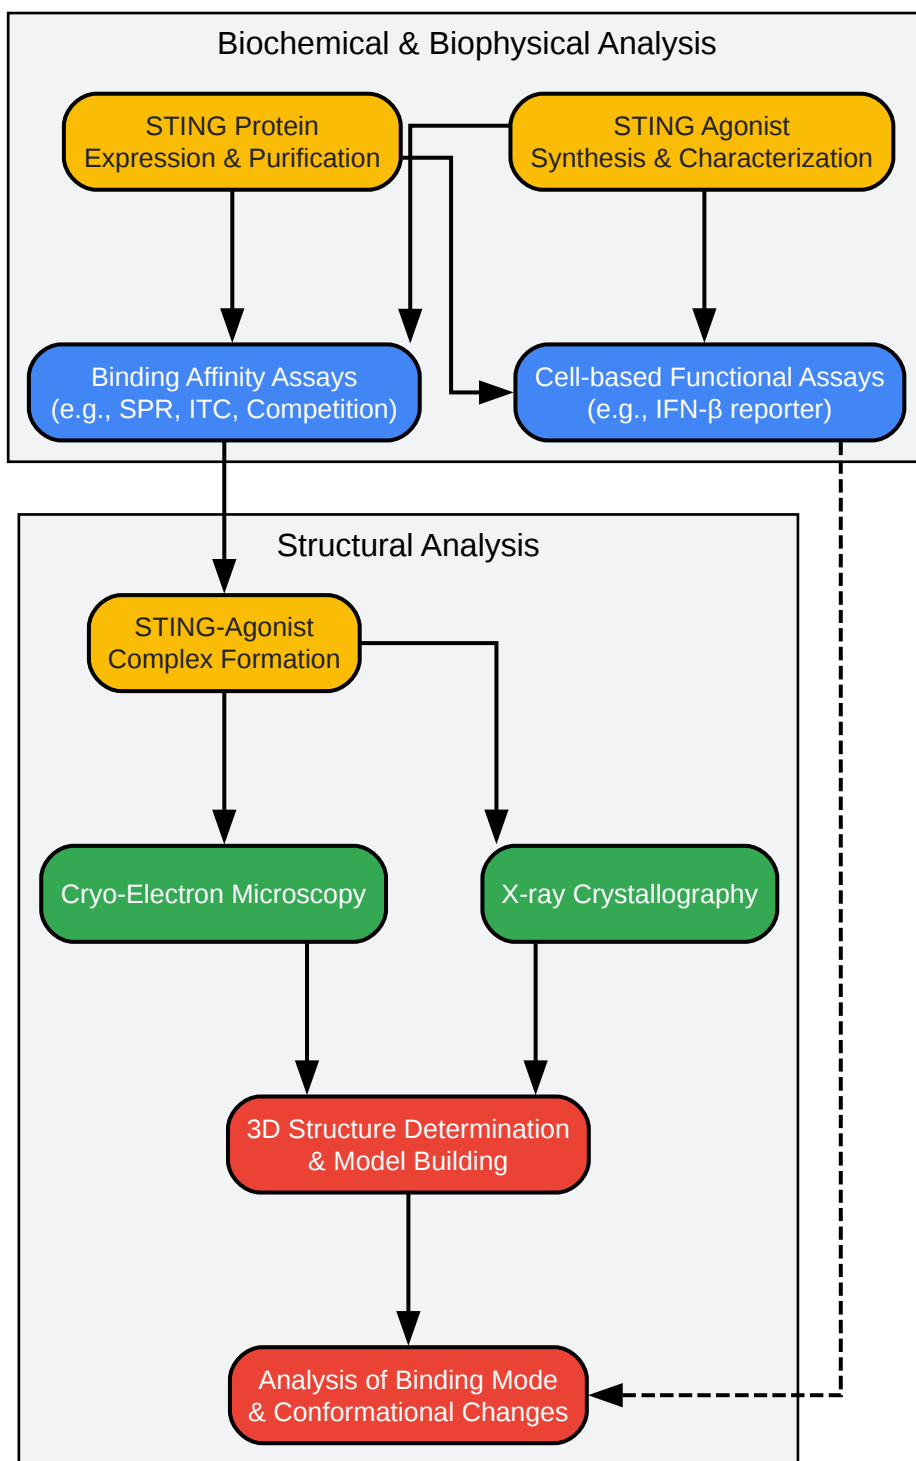 Biochemical & Biophysical Analysis
STING Protein
Expression & Purification
STING Agonist
Synthesis & Characterization
Binding Affinity Assays
(e.g., SPR, ITC, Competition)
Cell-based Functional Assays
(e.g., IFN-β reporter)
Structural Analysis
STING-Agonist
Complex Formation
Cryo-Electron Microscopy
X-ray Crystallography
3D Structure Determination
& Model Building
Analysis of Binding Mode
& Conformational Changes